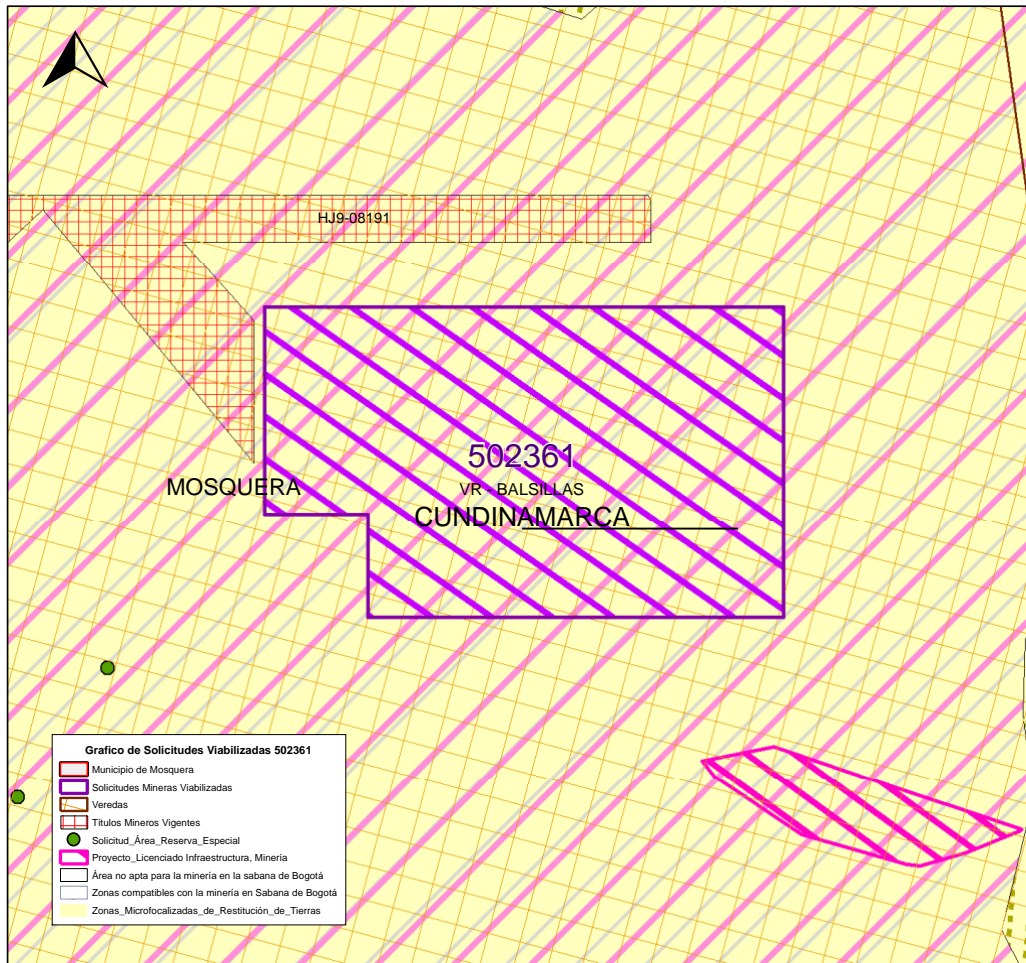 HJ9-08191
502361
MOSQUERA
VR - BALSILLAS
CUNDINAMARCA
Grafico de Solicitudes Viabilizadas 502361
Municipio de Mosquera
Solicitudes Mineras Viabilizadas
Veredas
Títulos Mineros Vigentes
Solicitud_Área_Reserva_Especial
Proyecto_Licenciado Infraestructura, Minería
Área no apta para la minería en la sabana de Bogotá
Zonas compatibles con la minería en Sabana de Bogotá
Zonas_Microfocalizadas_de_Restitución_de_Tierras